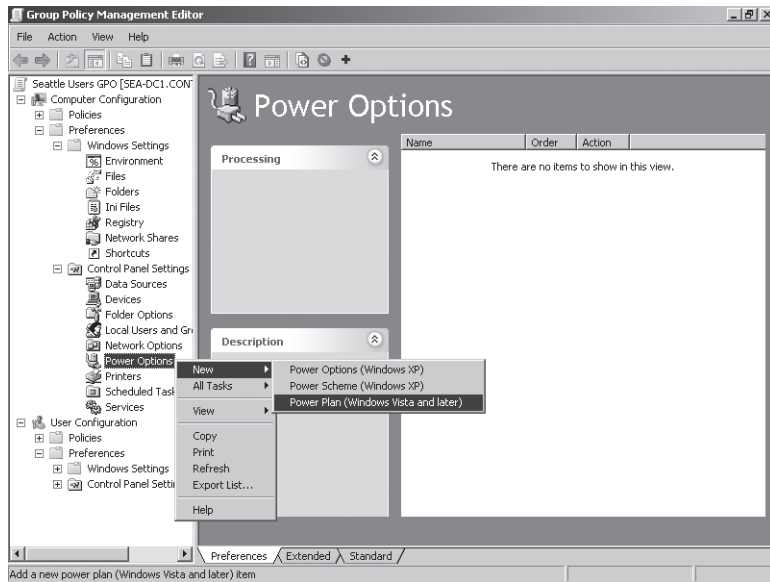 Group Policy Management Editor
File Action View Help
Seattle Users GPO [SEA-DC1.CON
Computer Configuration
Policies
Preferences
Windows Settings
Environment
Files
Folders
Ini Files
Registry
Network Shares
Shortcuts
Control Panel Settings
Data Sources
Devices
Folder Options
Local Users and Gr
Network Options
Power Options
Printers
Scheduled Task
Services
User Configuration
Policies
Preferences
Windows Settings
Control Panel Setti
Power Options
Processing
Description
Name Order Action
There are no items to show in this view.
New
All Tasks
View
Copy
Print
Refresh
Export List...
Help
Power Options (Windows XP)
Power Scheme (Windows XP)
Power Plan (Windows Vista and later)
Preferences Extended Standard
Add a new power plan (Windows Vista and later) item